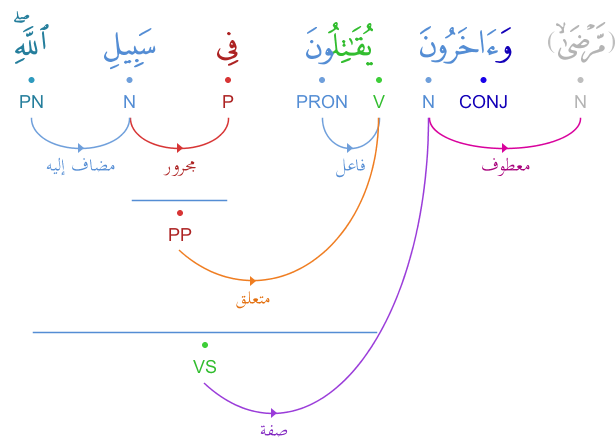 (مَّرْضَىٰ ۙ) وَءَاخَرُونَ يُقَـٰتِلُونَ فِى سَبِيلِ ٱللَّهِ ۖ
N CONJ N V PRON P N PN
معطوف فاعل مجرور مضاف إليه
PP
متعلق
VS
صفة